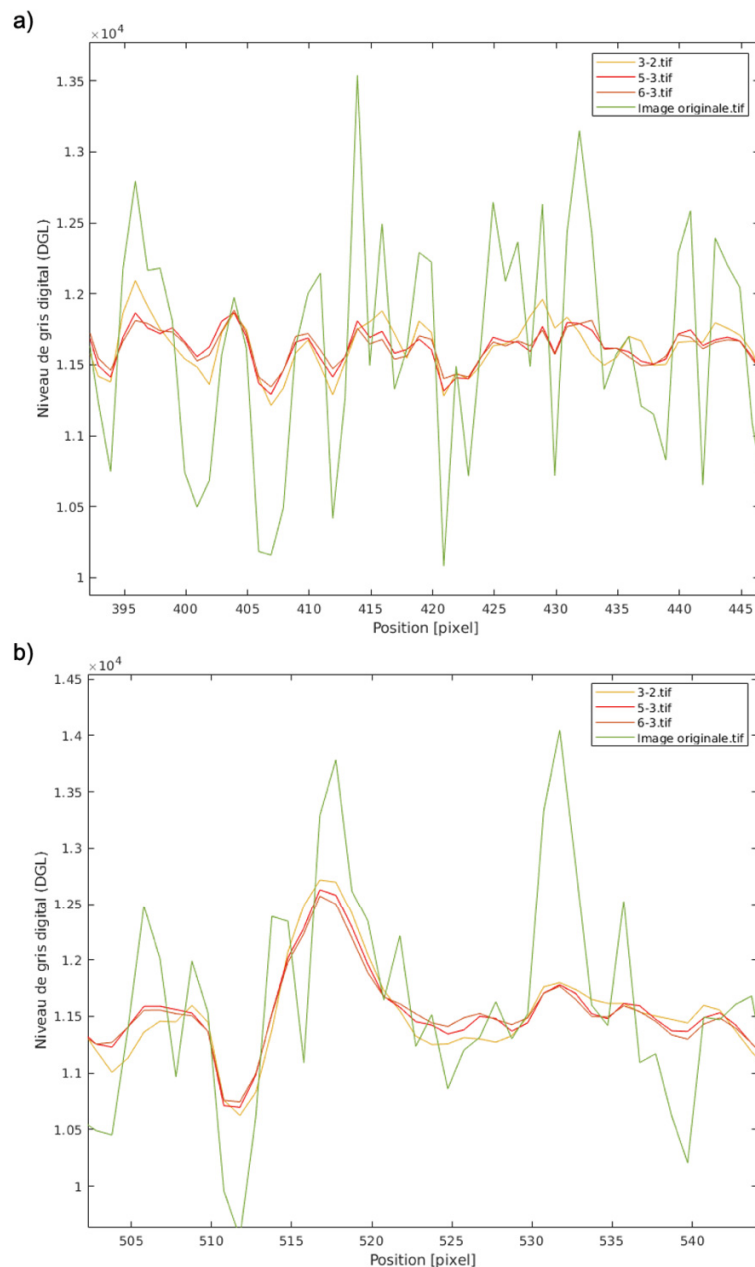 a)
×10⁴
1.35
1.3
1.25
1.2
1.15
1.1
1.05
1
Niveau de gris digital (DGL)
3-2.tif
5-3.tif
6-3.tif
Image originale.tif
395 400 405 410 415 420 425 430 435 440 445
Position [pixel]
b)
×10⁴
1.45
1.4
1.35
1.3
1.25
1.2
1.15
1.1
1.05
1
Niveau de gris digital (DGL)
3-2.tif
5-3.tif
6-3.tif
Image originale.tif
505 510 515 520 525 530 535 540
Position [pixel]